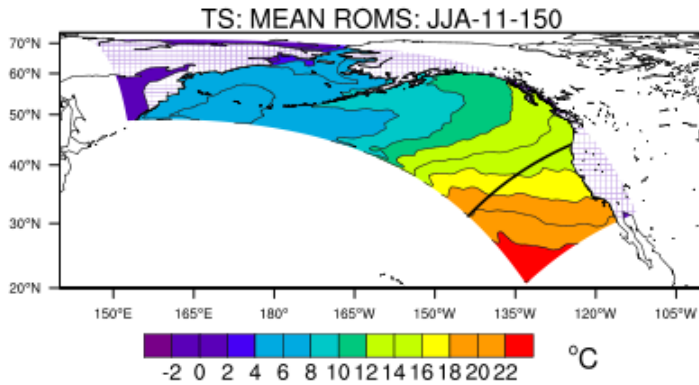 TS: MEAN ROMS: JJA-11-150
70°N
60°N
50°N
40°N
30°N
20°N
150°E 165°E 180° 165°W 150°W 135°W 120°W 105°W
-2 0 2 4 6 8 10 12 14 16 18 20 22 °C